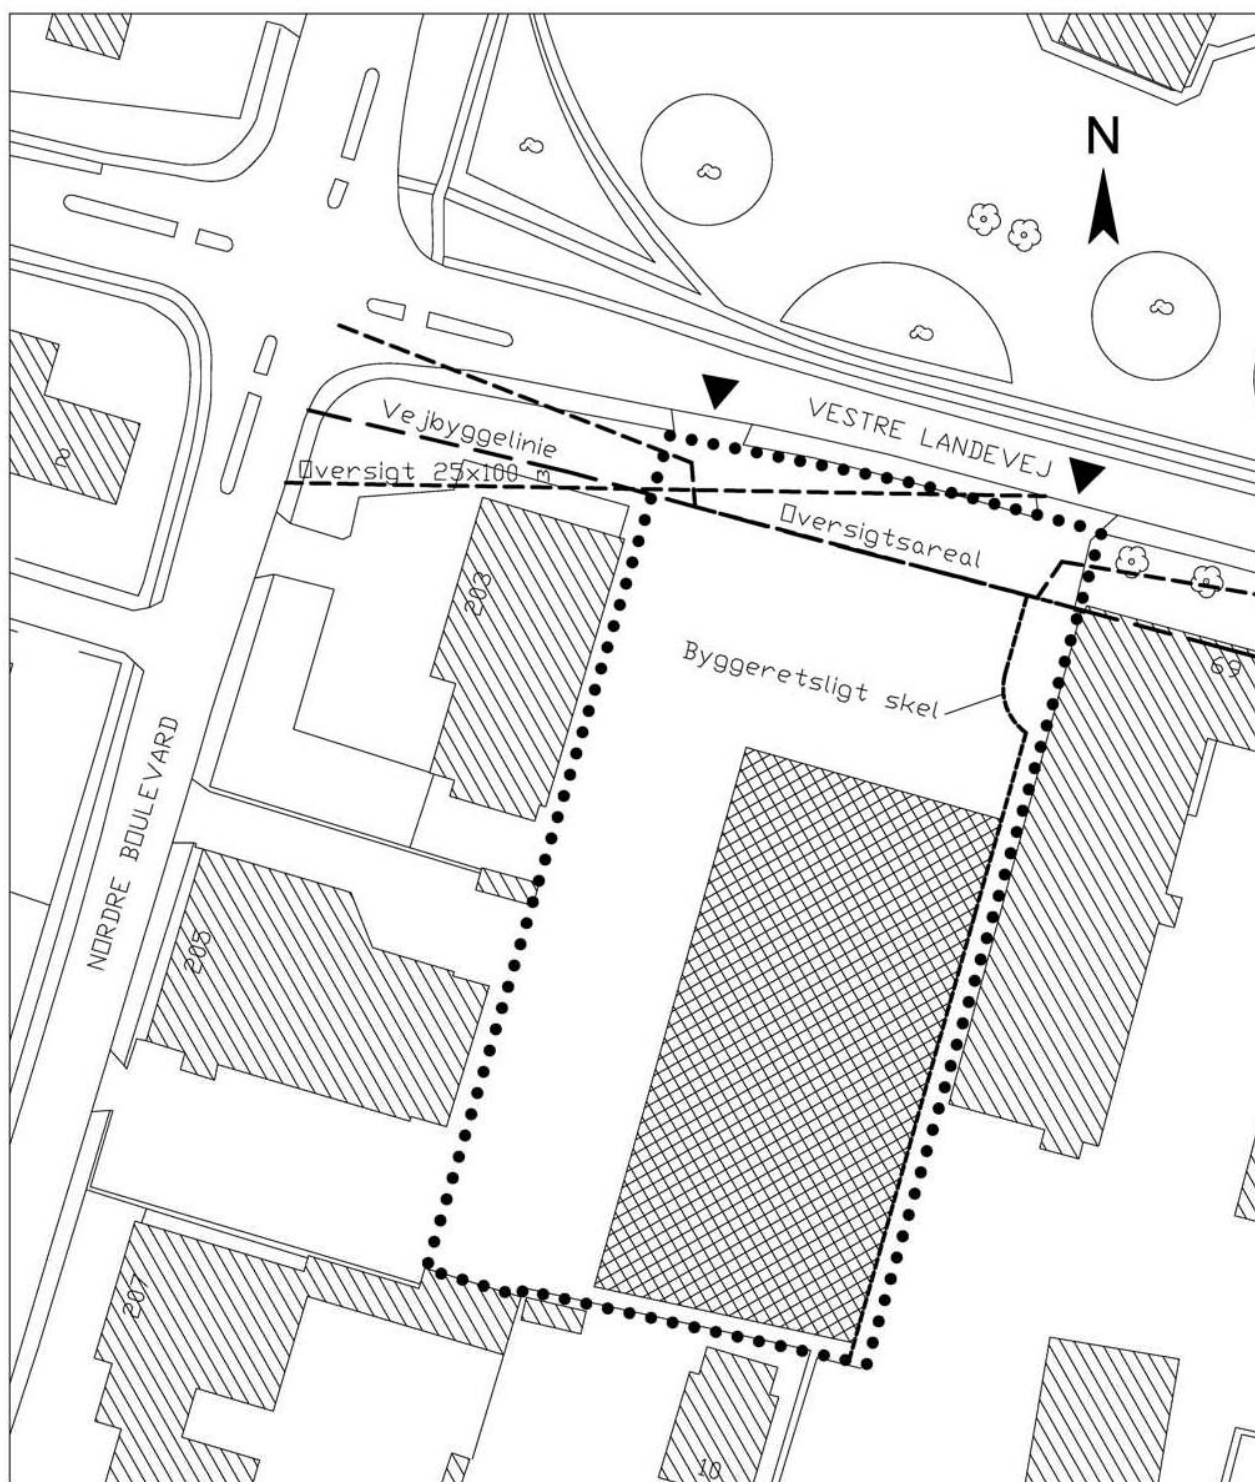 N
VESTRE LANDEVEJ
Vejbyggelinie
Oversigt 25x100 m
Oversigtsareal
2
203
Byggeretsligt skel
69
NORDRE BOULEVARD
205
207
10